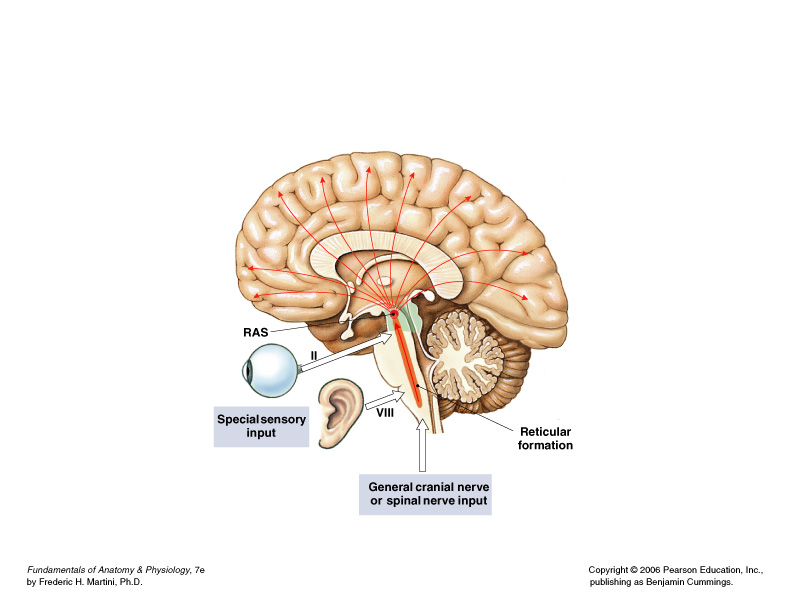 RAS
II
VIII
Special sensory
input
Reticular
formation
General cranial nerve
or spinal nerve input
Fundamentals of Anatomy & Physiology, 7e
by Frederic H. Martini, Ph.D.
Copyright © 2006 Pearson Education, Inc.,
publishing as Benjamin Cummings.